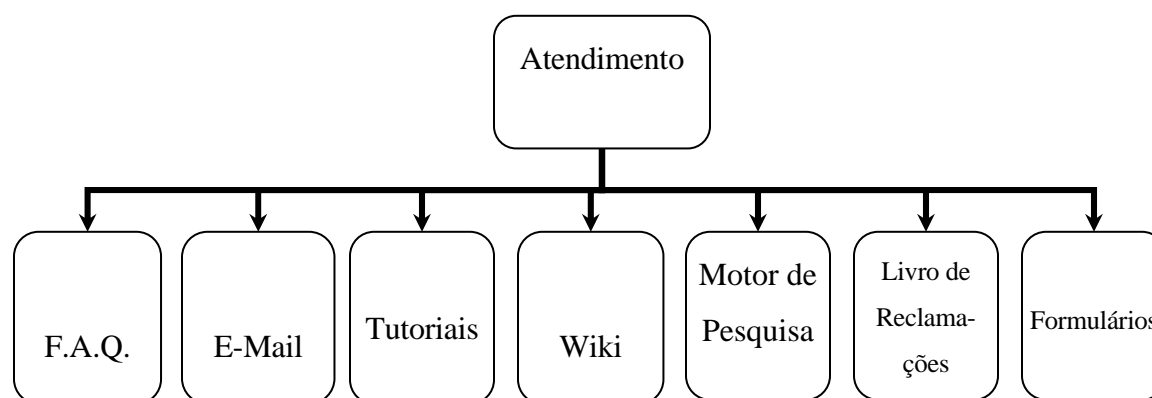 Atendimento
F.A.Q.
E-Mail
Tutoriais
Wiki
Motor de
Pesquisa
Livro de
Reclama-
ções
Formulários